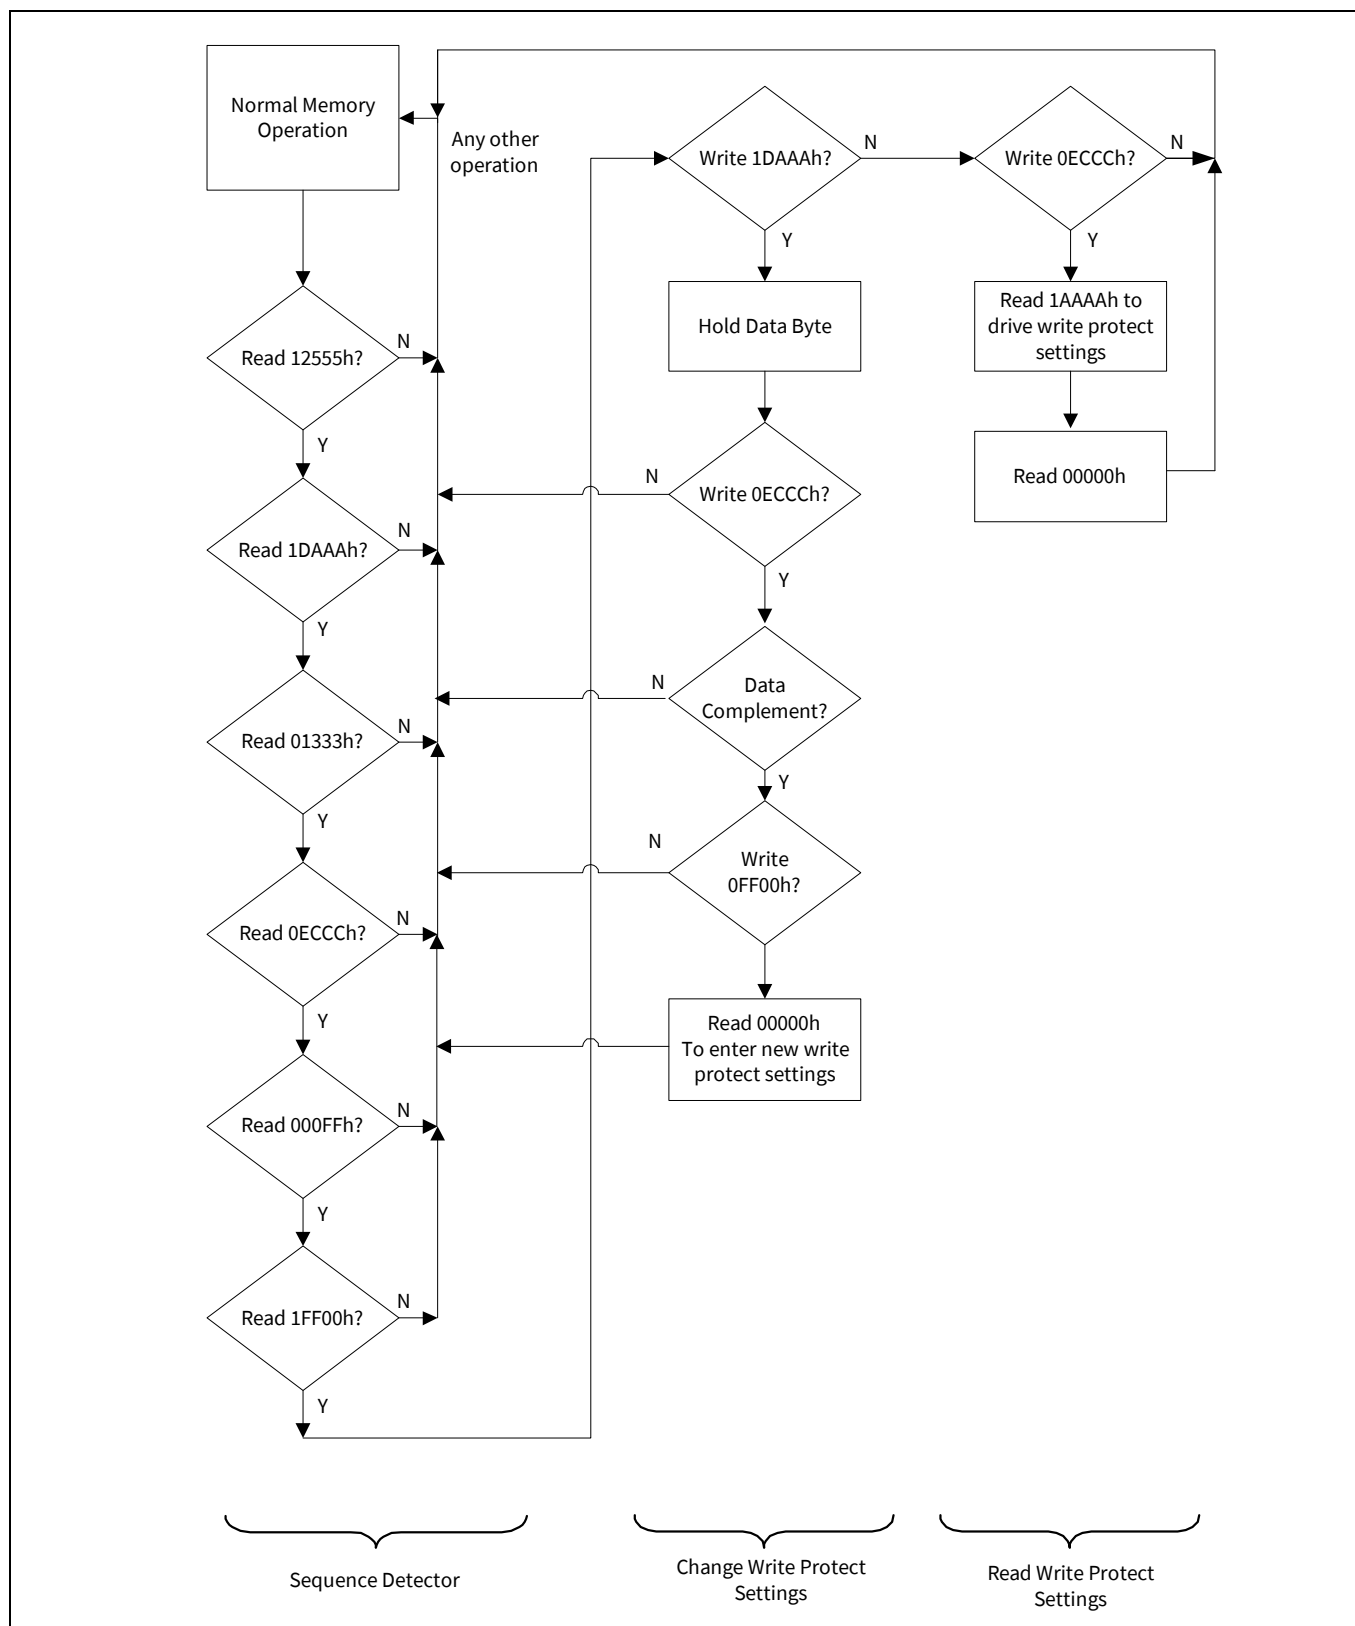 Normal Memory
Operation
Any other
operation
Read 12555h?
N
Y
Read 1DAAAh?
N
Y
Read 01333h?
N
Y
Read 0ECCCh?
N
Y
Read 000FFh?
N
Y
Read 1FF00h?
N
Y
Write 1DAAAh?
N
Y
Hold Data Byte
Write 0ECCCh?
N
Y
Data
Complement?
N
Y
Write
0FF00h?
N
Read 00000h
To enter new write
protect settings
Write 0ECCCh?
N
Y
Read 1AAAAh to
drive write protect
settings
Read 00000h
Sequence Detector
Change Write Protect
Settings
Read Write Protect
Settings